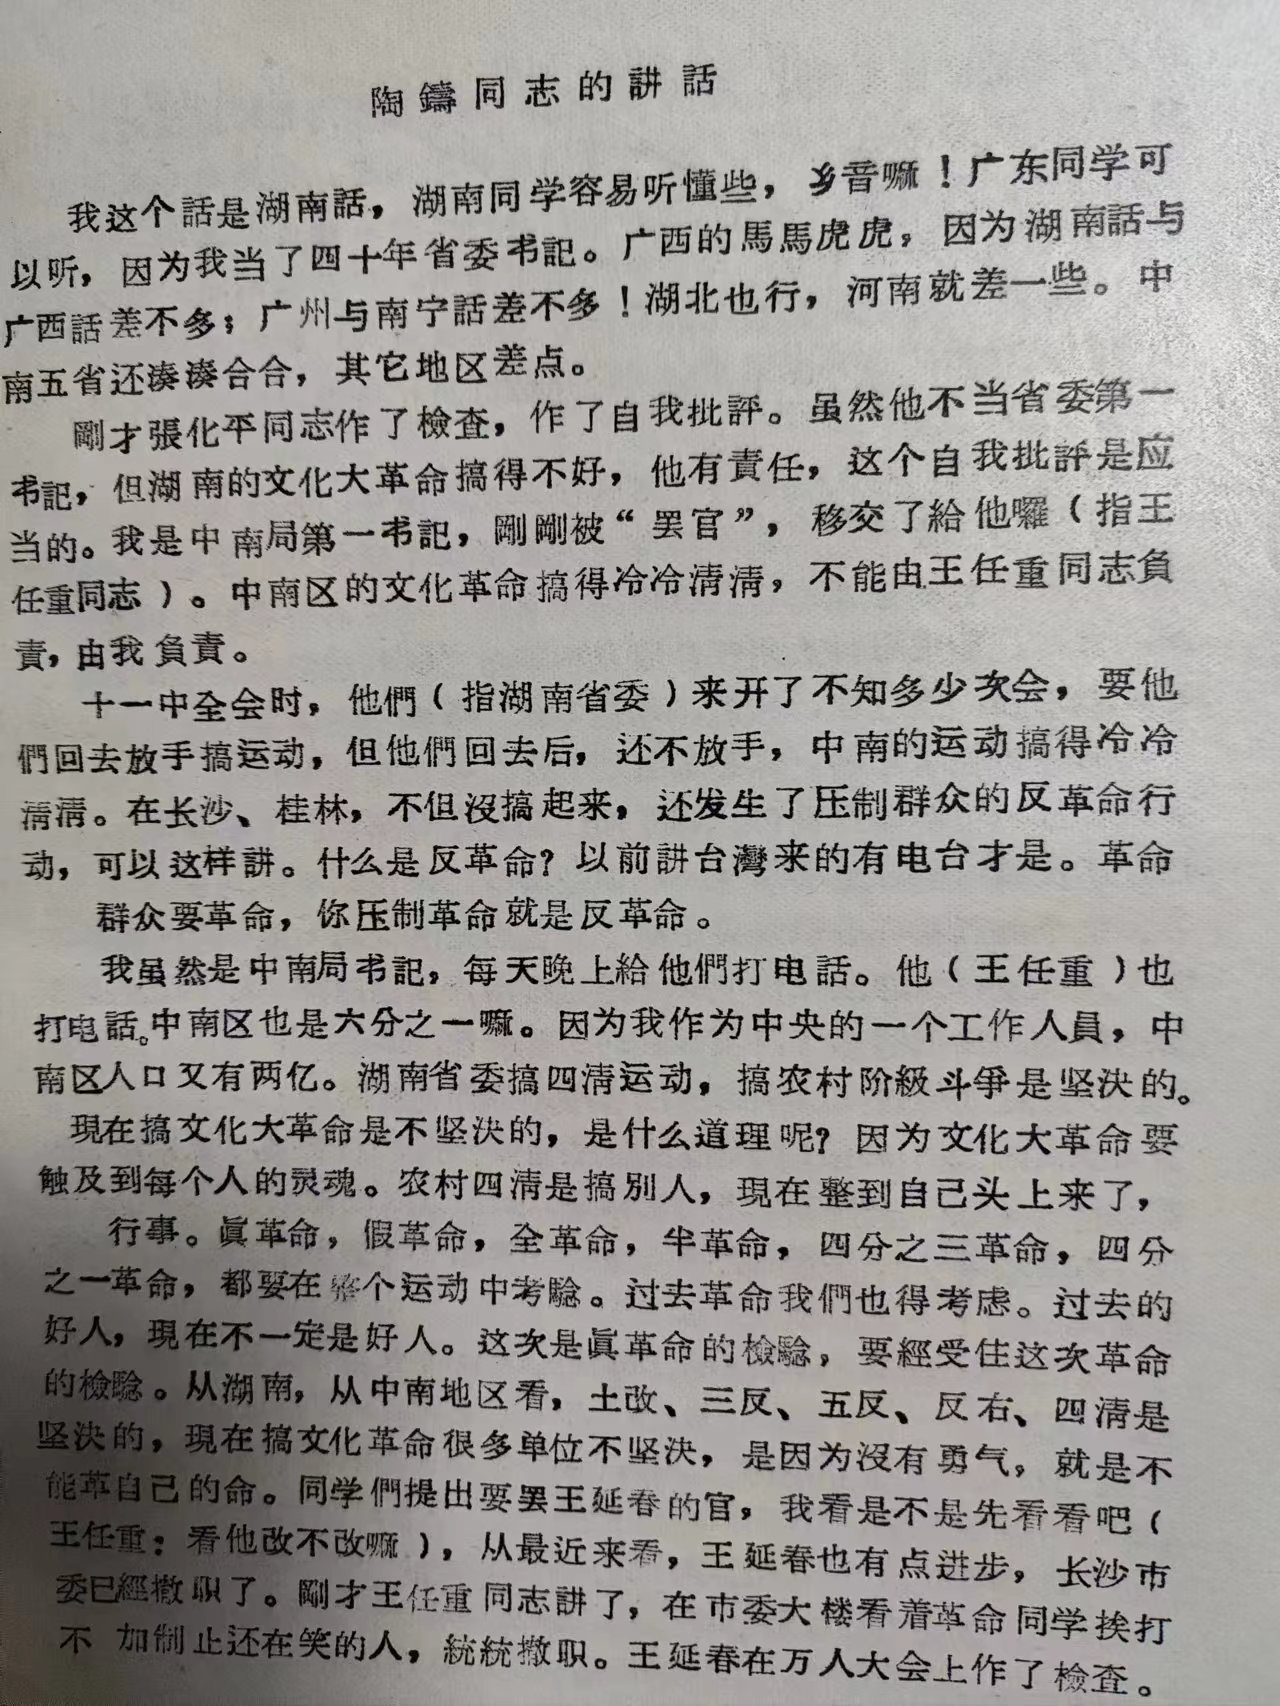 陶鑄同志的講話
我这个話是湖南話，湖南同学容易听懂些，乡音嘛！广东同学可
以听，因为我当了四十年省委书記。广西的馬馬虎虎，因为湖南話与
广西話差不多；广州与南宁話差不多！湖北也行，河南就差一些。中
南五省还湊湊合合，其它地区差点。
剛才張化平同志作了檢查，作了自我批評。虽然他不当省委第一
书記，但湖南的文化大革命搞得不好，他有責任，这个自我批評是应
当的。我是中南局第一书記，剛剛被“罢官”，移交了給他囉（指王
任重同志）。中南区的文化革命搞得冷冷清清，不能由王任重同志負
責，由我負責。
十一中全会时，他們（指湖南省委）来开了不知多少次会，要他
們回去放手搞运动，但他們回去后，还不放手，中南的运动搞得冷冷
清清。在长沙、桂林，不但沒搞起来，还发生了压制群众的反革命行
动，可以这样講。什么是反革命？以前講台灣来的有电台才是。革命
群众要革命，你压制革命就是反革命。
我虽然是中南局书記，每天晚上給他們打电話。他（王任重）也
打电話。中南区也是六分之一嘛。因为我作为中央的一个工作人員，中
南区人口又有两亿。湖南省委搞四清运动，搞农村阶級斗爭是坚决的。
現在搞文化大革命是不坚决的，是什么道理呢？因为文化大革命要
触及到每个人的灵魂。农村四清是搞別人，現在整到自己头上来了，
行事。眞革命，假革命，全革命，半革命，四分之三革命，四分
之一革命，都要在整个运动中考驗。过去革命我們也得考虑。过去的
好人，現在不一定是好人。这次是眞革命的檢驗，要經受住这次革命
的檢驗。从湖南，从中南地区看，土改、三反、五反、反右、四清是
坚决的，現在搞文化革命很多单位不坚决，是因为沒有勇气，就是不
能革自己的命。同学們提出要罢王延春的官，我看是不是先看看吧（
王任重：看他改不改嘛），从最近来看，王延春也有点进步，长沙市
委已經撤职了。剛才王任重同志講了，在市委大楼看着革命同学挨打
不 加制止还在笑的人，統統撤职。王延春在万人大会上作了檢查。